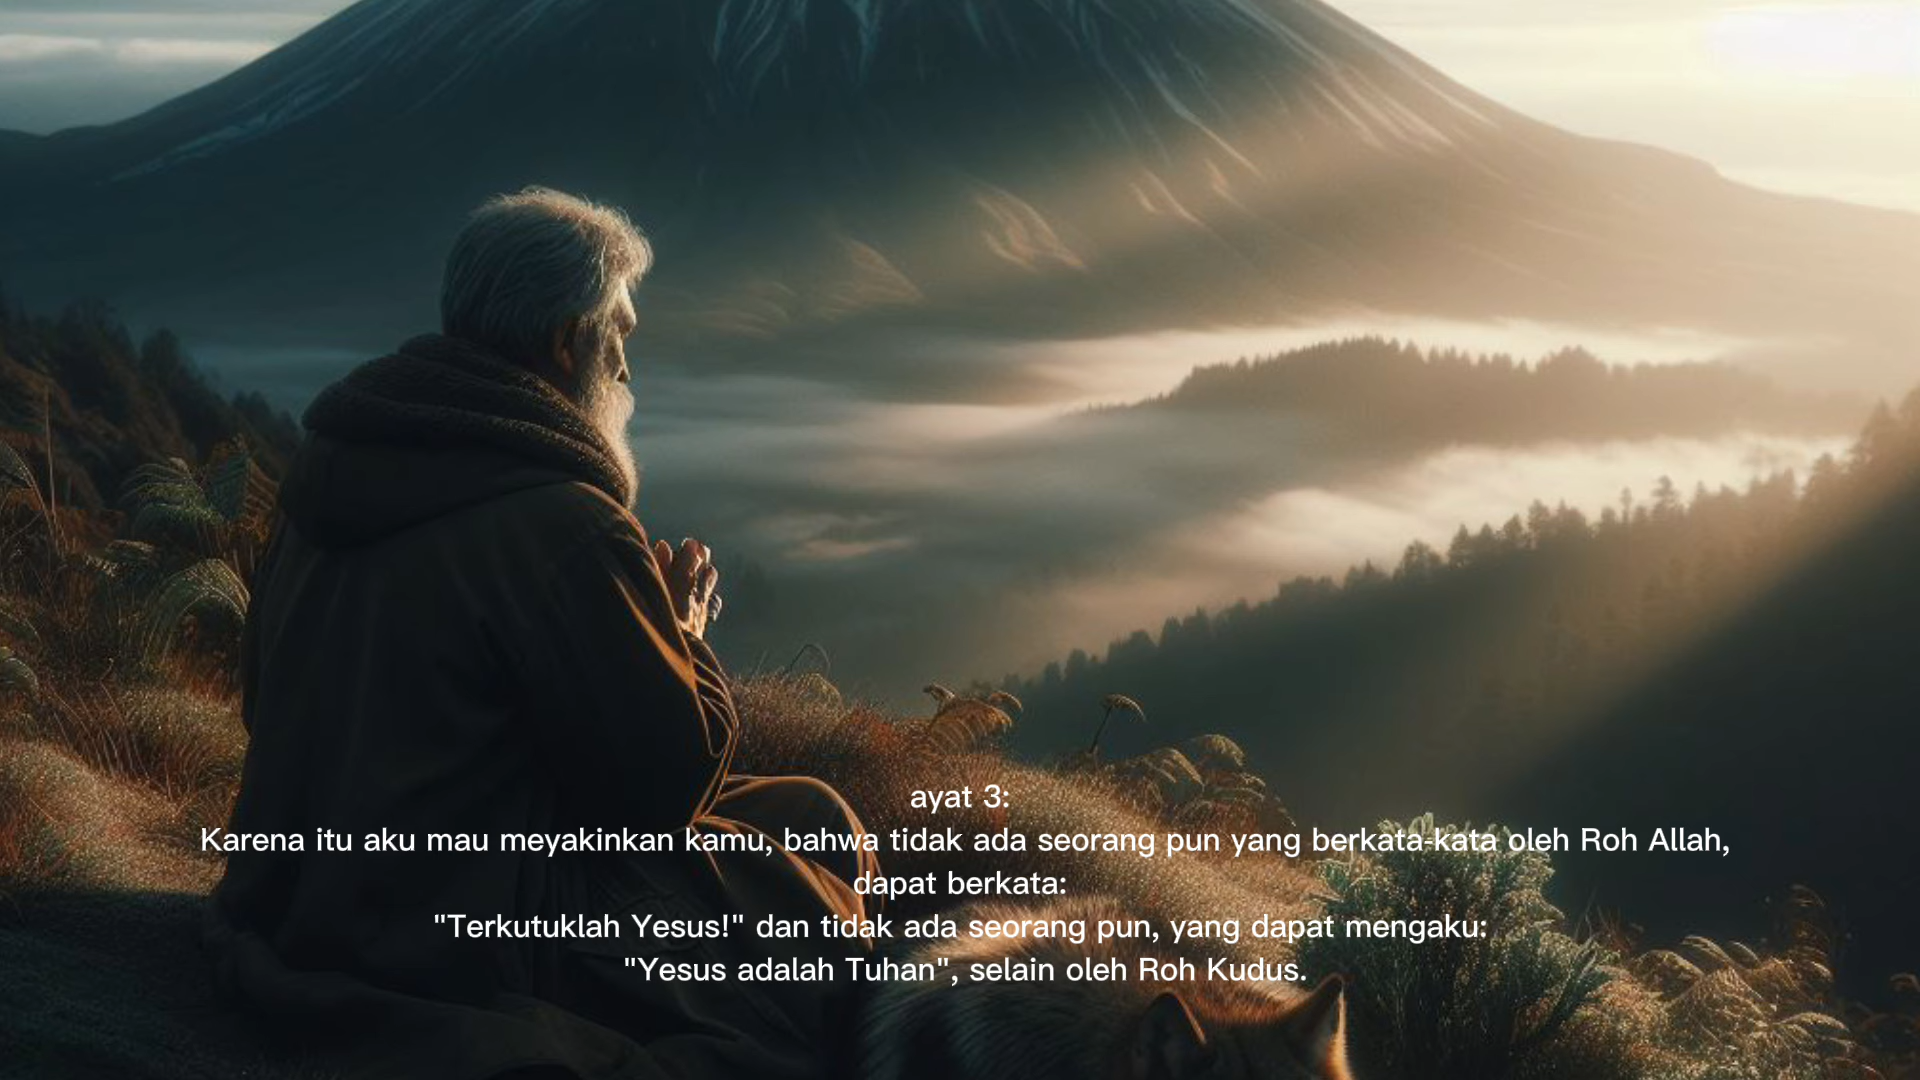 ayat 3:
Karena itu aku mau meyakinkan kamu, bahwa tidak ada seorang pun yang berkata-kata oleh Roh Allah,
dapat berkata:
"Terkutuklah Yesus!" dan tidak ada seorang pun, yang dapat mengaku:
"Yesus adalah Tuhan", selain oleh Roh Kudus.